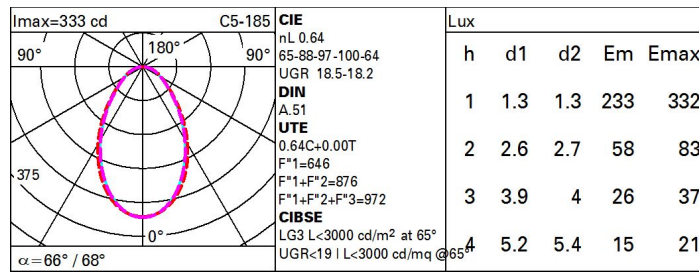 Imax=333 cd C5-185
90° 180° 90°
375
0°
α=66° / 68°
CIE
nL 0.64
65-88-97-100-64
UGR 18.5-18.2
DIN
A.51
UTE
0.64C+0.00T
F"1=646
F"1+F"2=876
F"1+F"2+F"3=972
CIBSE
LG3 L<3000 cd/m² at 65°
UGR<19 | L<3000 cd/mq @65°
Lux
h d1 d2 Em Emax
1 1.3 1.3 233 332
2 2.6 2.7 58 83
3 3.9 4 26 37
4 5.2 5.4 15 21